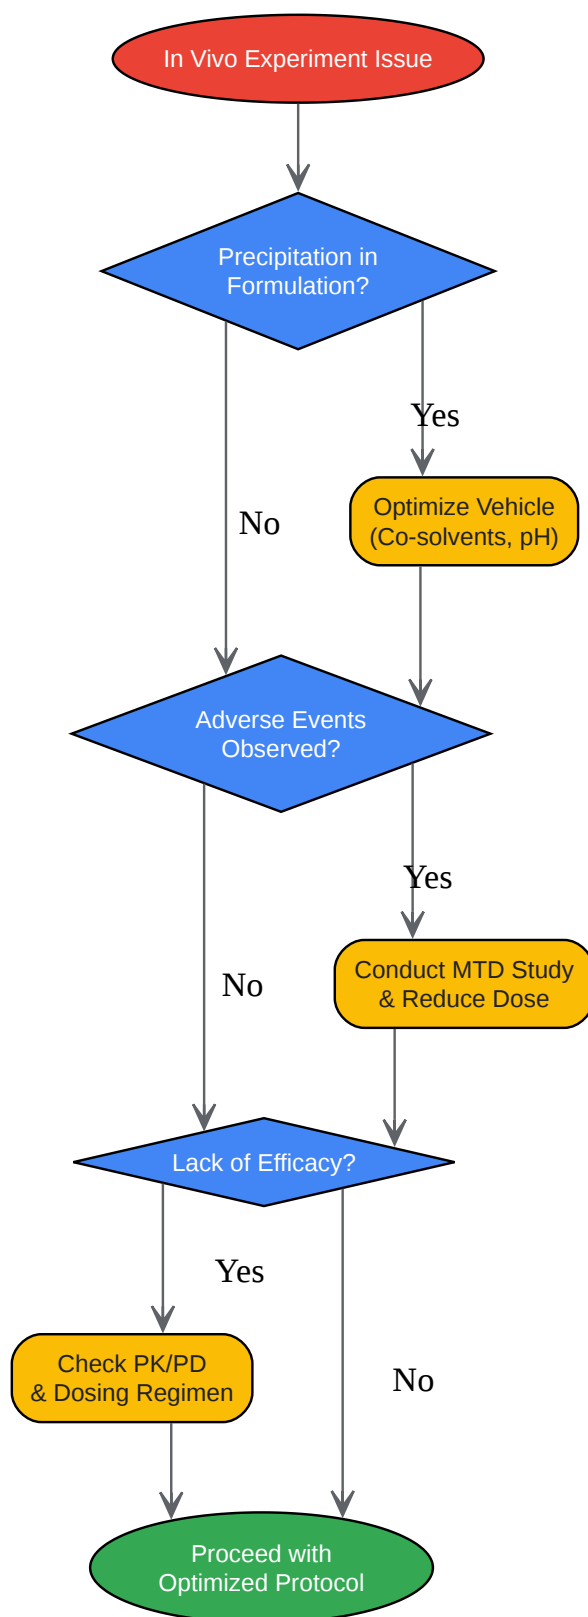 In Vivo Experiment Issue
Precipitation in
Formulation?
Yes
Optimize Vehicle
(Co-solvents, pH)
No
Adverse Events
Observed?
Yes
Conduct MTD Study
& Reduce Dose
No
Lack of Efficacy?
Yes
Check PK/PD
& Dosing Regimen
No
Proceed with
Optimized Protocol